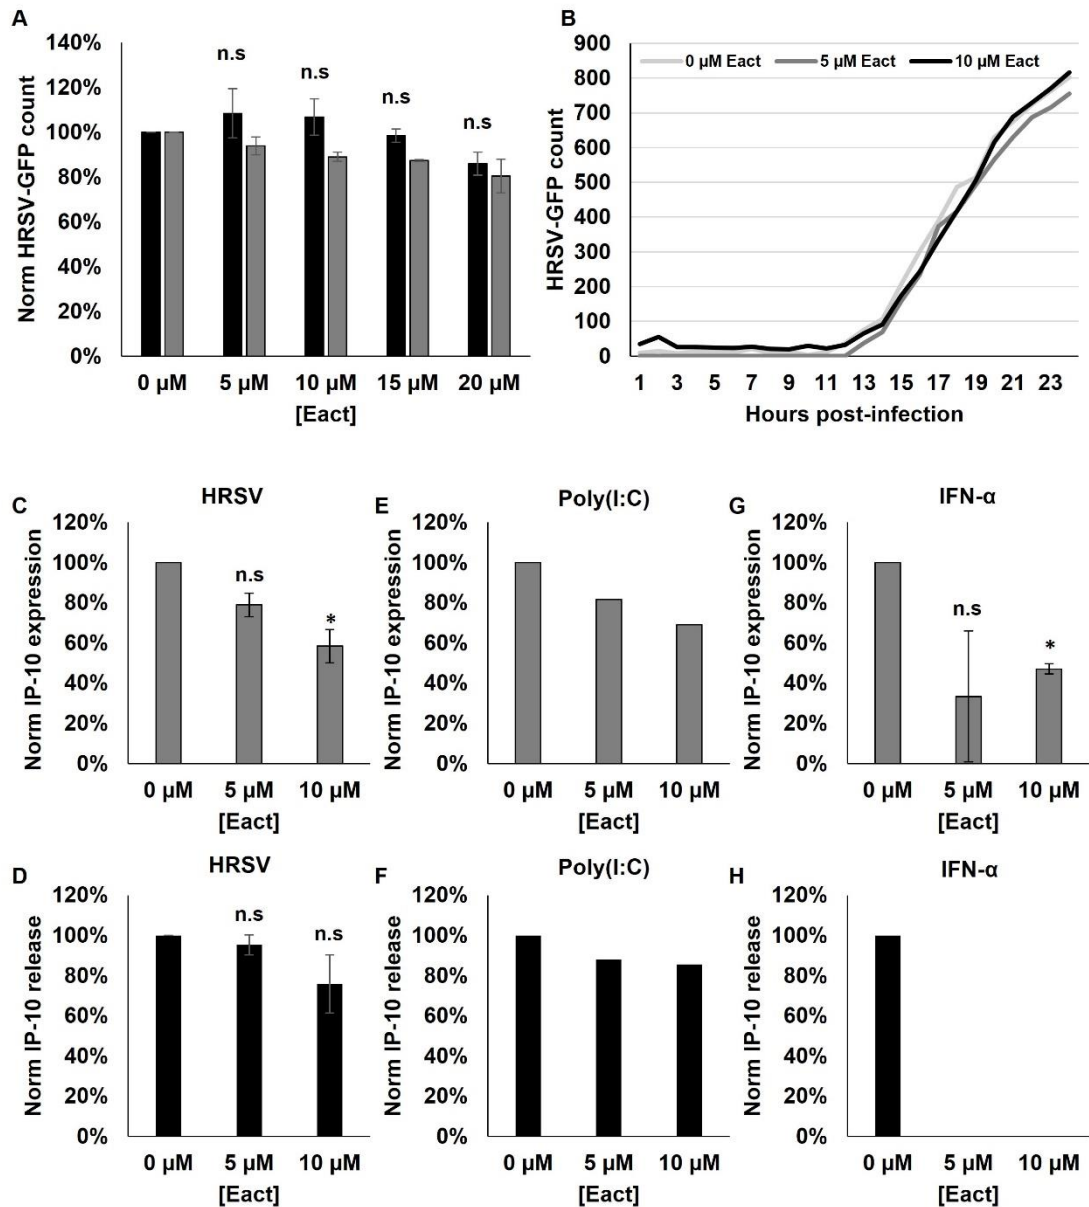 A
Norm HRSV-GFP count
140%
120%
100%
80%
60%
40%
20%
0%
n.s
n.s
n.s
n.s
0 µM 5 µM 10 µM 15 µM 20 µM
[Eact]
B
HRSV-GFP count
900
800
700
600
500
400
300
200
100
0
0 µM Eact 5 µM Eact 10 µM Eact
1 3 5 7 9 11 13 15 17 19 21 23
Hours post-infection
C
HRSV
Norm IP-10 expression
120%
100%
80%
60%
40%
20%
0%
n.s
*
0 µM 5 µM 10 µM
[Eact]
E
Poly(I:C)
Norm IP-10 expression
120%
100%
80%
60%
40%
20%
0%
0 µM 5 µM 10 µM
[Eact]
G
IFN-α
Norm IP-10 expression
120%
100%
80%
60%
40%
20%
0%
n.s
*
0 µM 5 µM 10 µM
[Eact]
D
HRSV
Norm IP-10 release
120%
100%
80%
60%
40%
20%
0%
n.s
n.s
0 µM 5 µM 10 µM
[Eact]
F
Poly(I:C)
Norm IP-10 release
120%
100%
80%
60%
40%
20%
0%
0 µM 5 µM 10 µM
[Eact]
H
IFN-α
Norm IP-10 release
120%
100%
80%
60%
40%
20%
0%
0 µM 5 µM 10 µM
[Eact]